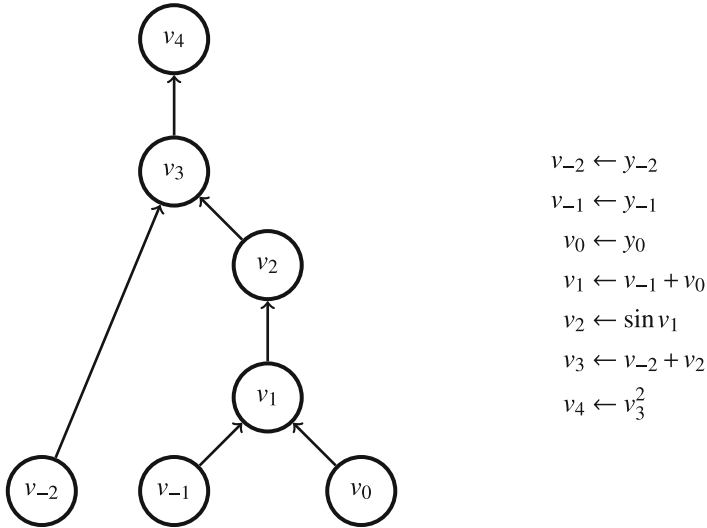 v₄
v₃
v₂
v₁
v₋₂ v₋₁ v₀
v₋₂ ← y₋₂
v₋₁ ← y₋₁
v₀ ← y₀
v₁ ← v₋₁ + v₀
v₂ ← sin v₁
v₃ ← v₋₂ + v₂
v₄ ← v₃²